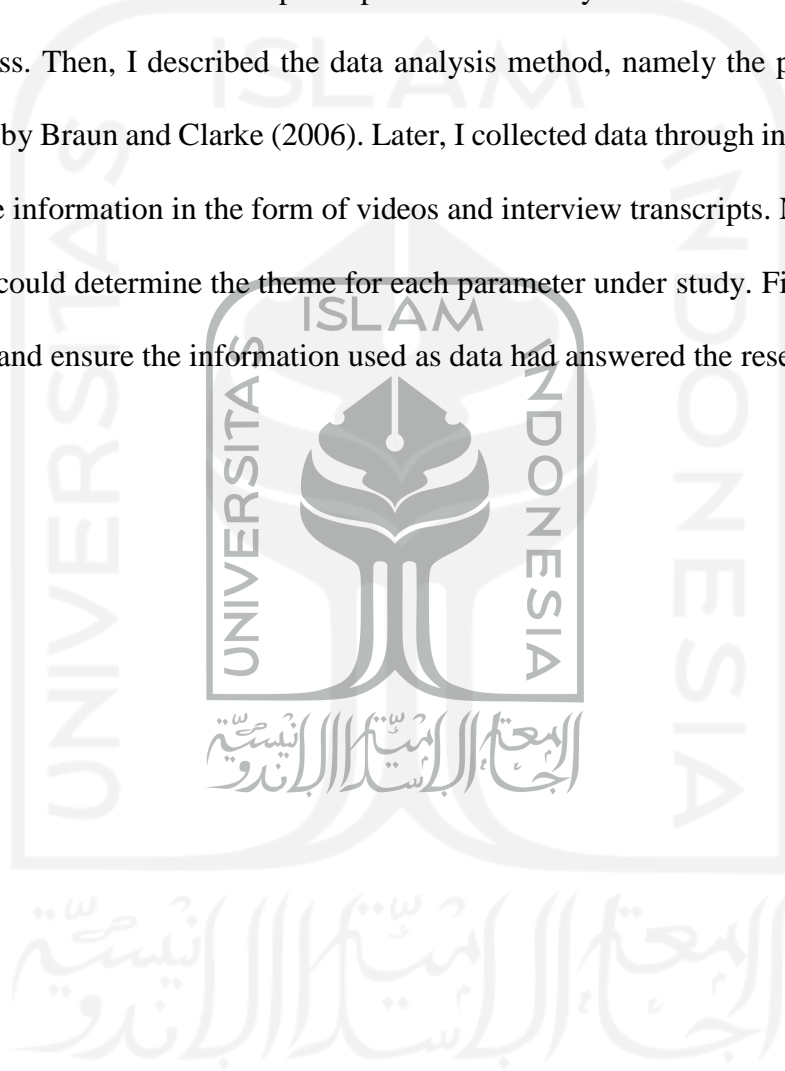 ss. Then, I described the data analysis method, namely the p
by Braun and Clarke (2006). Later, I collected data through in
e information in the form of videos and interview transcripts.
could determine the theme for each parameter under study. Fi
and ensure the information used as data had answered the rese
ISLAM
UNIVERSITAS
INDONESIA
الجامعة الإسلامية الإندونيسية